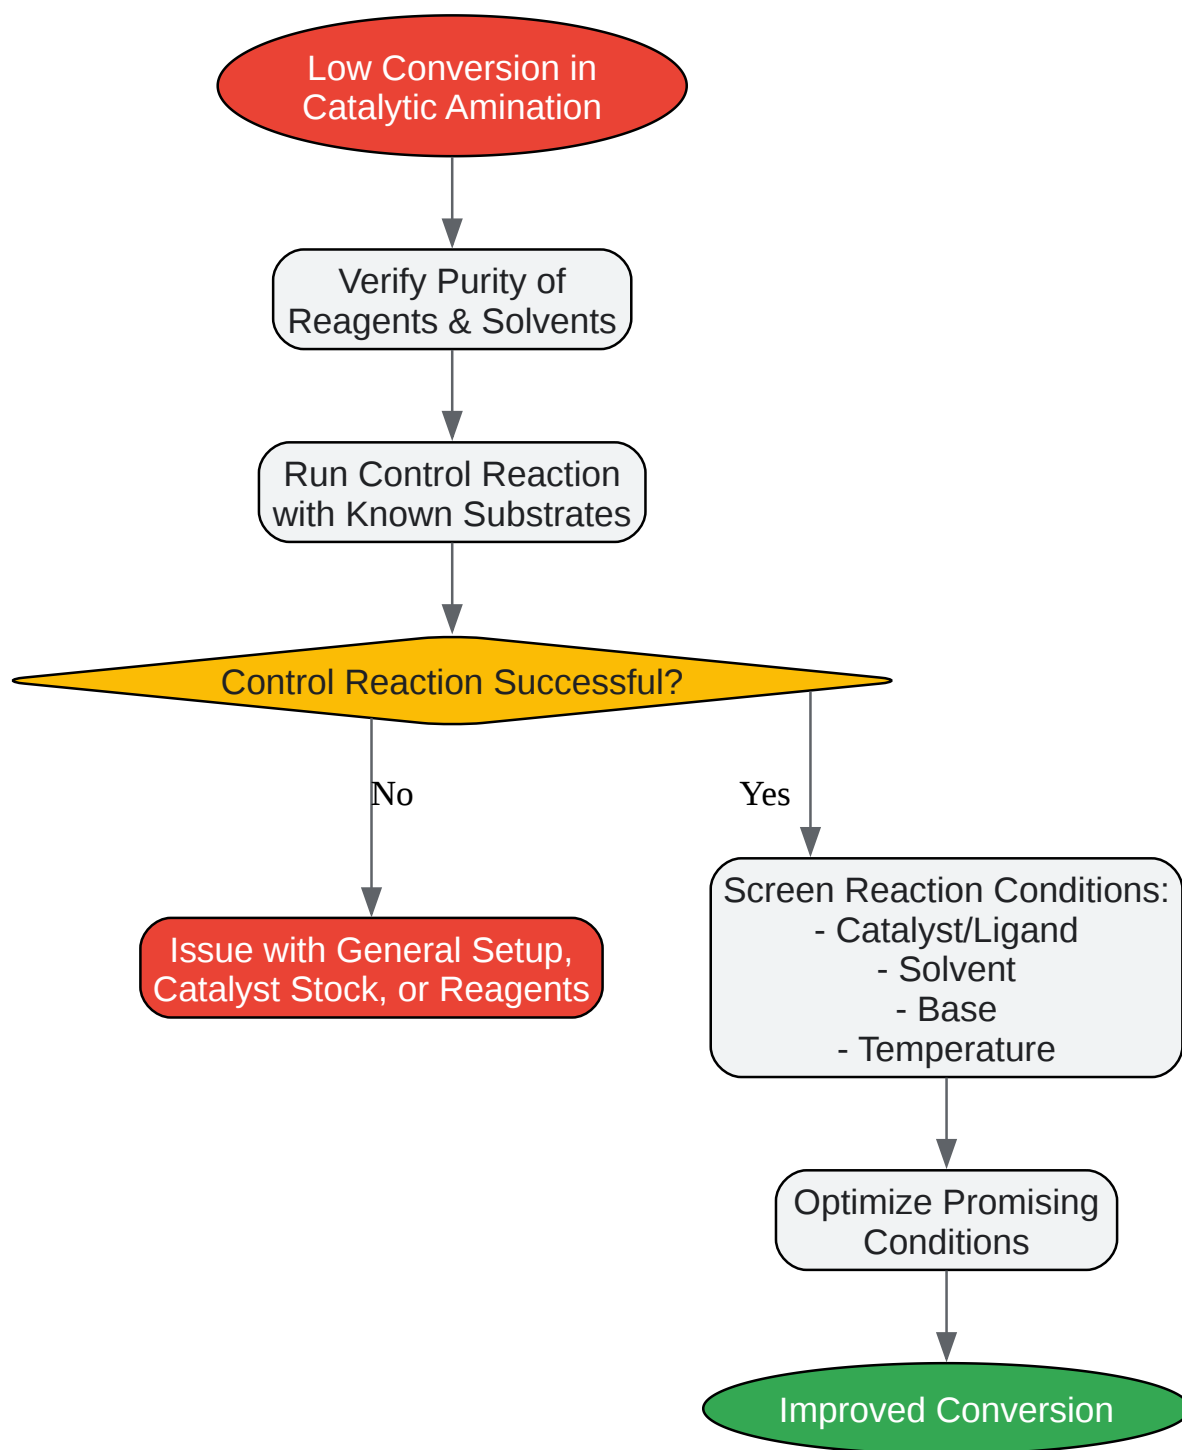 Low Conversion in
Catalytic Amination
Verify Purity of
Reagents & Solvents
Run Control Reaction
with Known Substrates
Control Reaction Successful?
No
Yes
Issue with General Setup,
Catalyst Stock, or Reagents
Screen Reaction Conditions:
- Catalyst/Ligand
- Solvent
- Base
- Temperature
Optimize Promising
Conditions
Improved Conversion